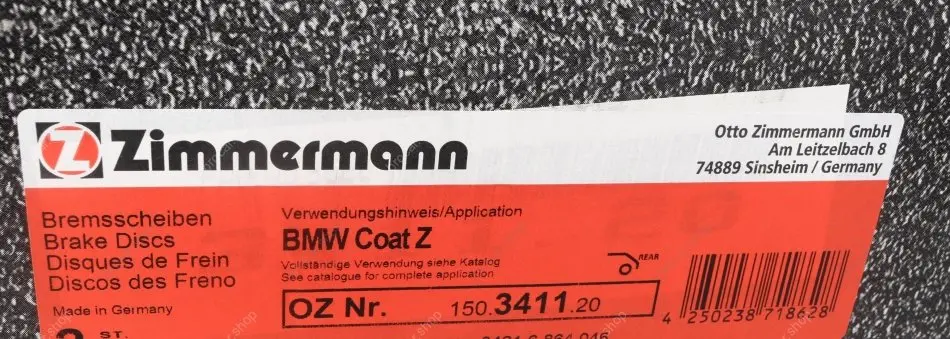 Z Zimmermann
Otto Zimmermann GmbH
Am Leitzelbach 8
74889 Sinsheim / Germany
Bremsscheiben
Brake Discs
Disques de Frein
Discos des Freno
Made in Germany
ST.
Verwendungshinweis/Application
BMW Coat Z
Vollständige Verwendung siehe Katalog
See catalogue for complete application
REAR
OZ Nr. 150.3411.20
4 250238 718628